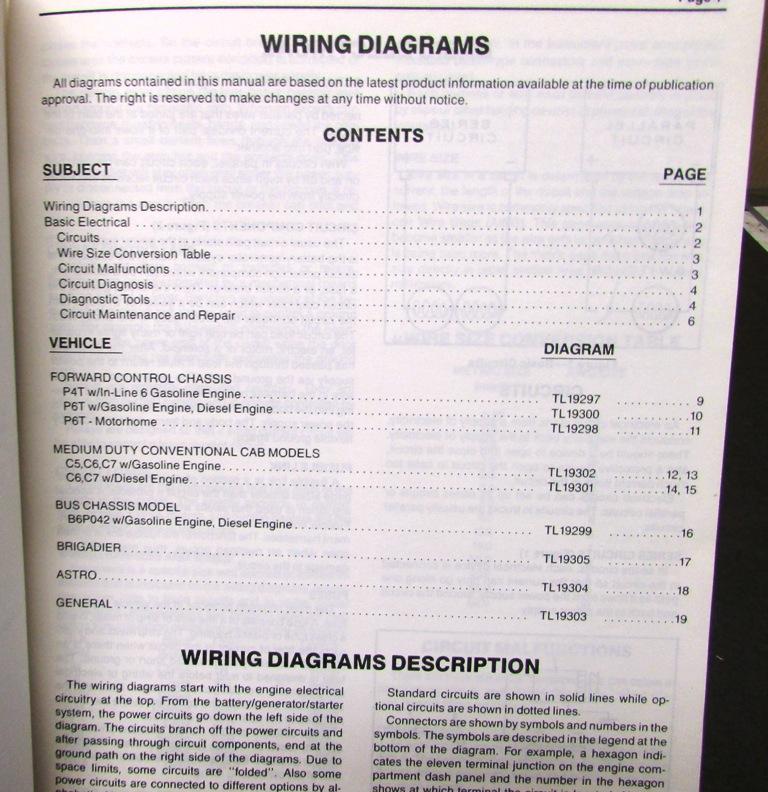 WIRING DIAGRAMS
All diagrams contained in this manual are based on the latest product information available at the time of publication
approval. The right is reserved to make changes at any time without notice.
CONTENTS
SUBJECT PAGE
Wiring Diagrams Description. 1
Basic Electrical 2
Circuits 2
Wire Size Conversion Table 3
Circuit Malfunctions 3
Circuit Diagnosis 4
Diagnostic Tools 4
Circuit Maintenance and Repair 6
VEHICLE DIAGRAM
FORWARD CONTROL CHASSIS
P4T w/In-Line 6 Gasoline Engine TL19297 9
P6T w/Gasoline Engine, Diesel Engine TL19300 10
P6T - Motorhome TL19298 11
MEDIUM DUTY CONVENTIONAL CAB MODELS
C5,C6,C7 w/Gasoline Engine TL19302 12, 13
C6,C7 w/Diesel Engine TL19301 14, 15
BUS CHASSIS MODEL
B6P042 w/Gasoline Engine, Diesel Engine TL19299 16
BRIGADIER TL19305 17
ASTRO TL19304 18
GENERAL TL19303 19
WIRING DIAGRAMS DESCRIPTION
The wiring diagrams start with the engine electrical
circuitry at the top. From the battery/generator/starter
system, the power circuits go down the left side of the
diagram. The circuits branch off the power circuits and
after passing through circuit components, end at the
ground path on the right side of the diagrams. Due to
space limits, some circuits are "folded". Also some
power circuits are connected to different options by al-
Standard circuits are shown in solid lines while op-
tional circuits are shown in dotted lines.
Connectors are shown by symbols and numbers in the
symbols. The symbols are described in the legend at the
bottom of the diagram. For example, a hexagon indi-
cates the eleven terminal junction on the engine com-
partment dash panel and the number in the hexagon
shows at which terminal the circuit is